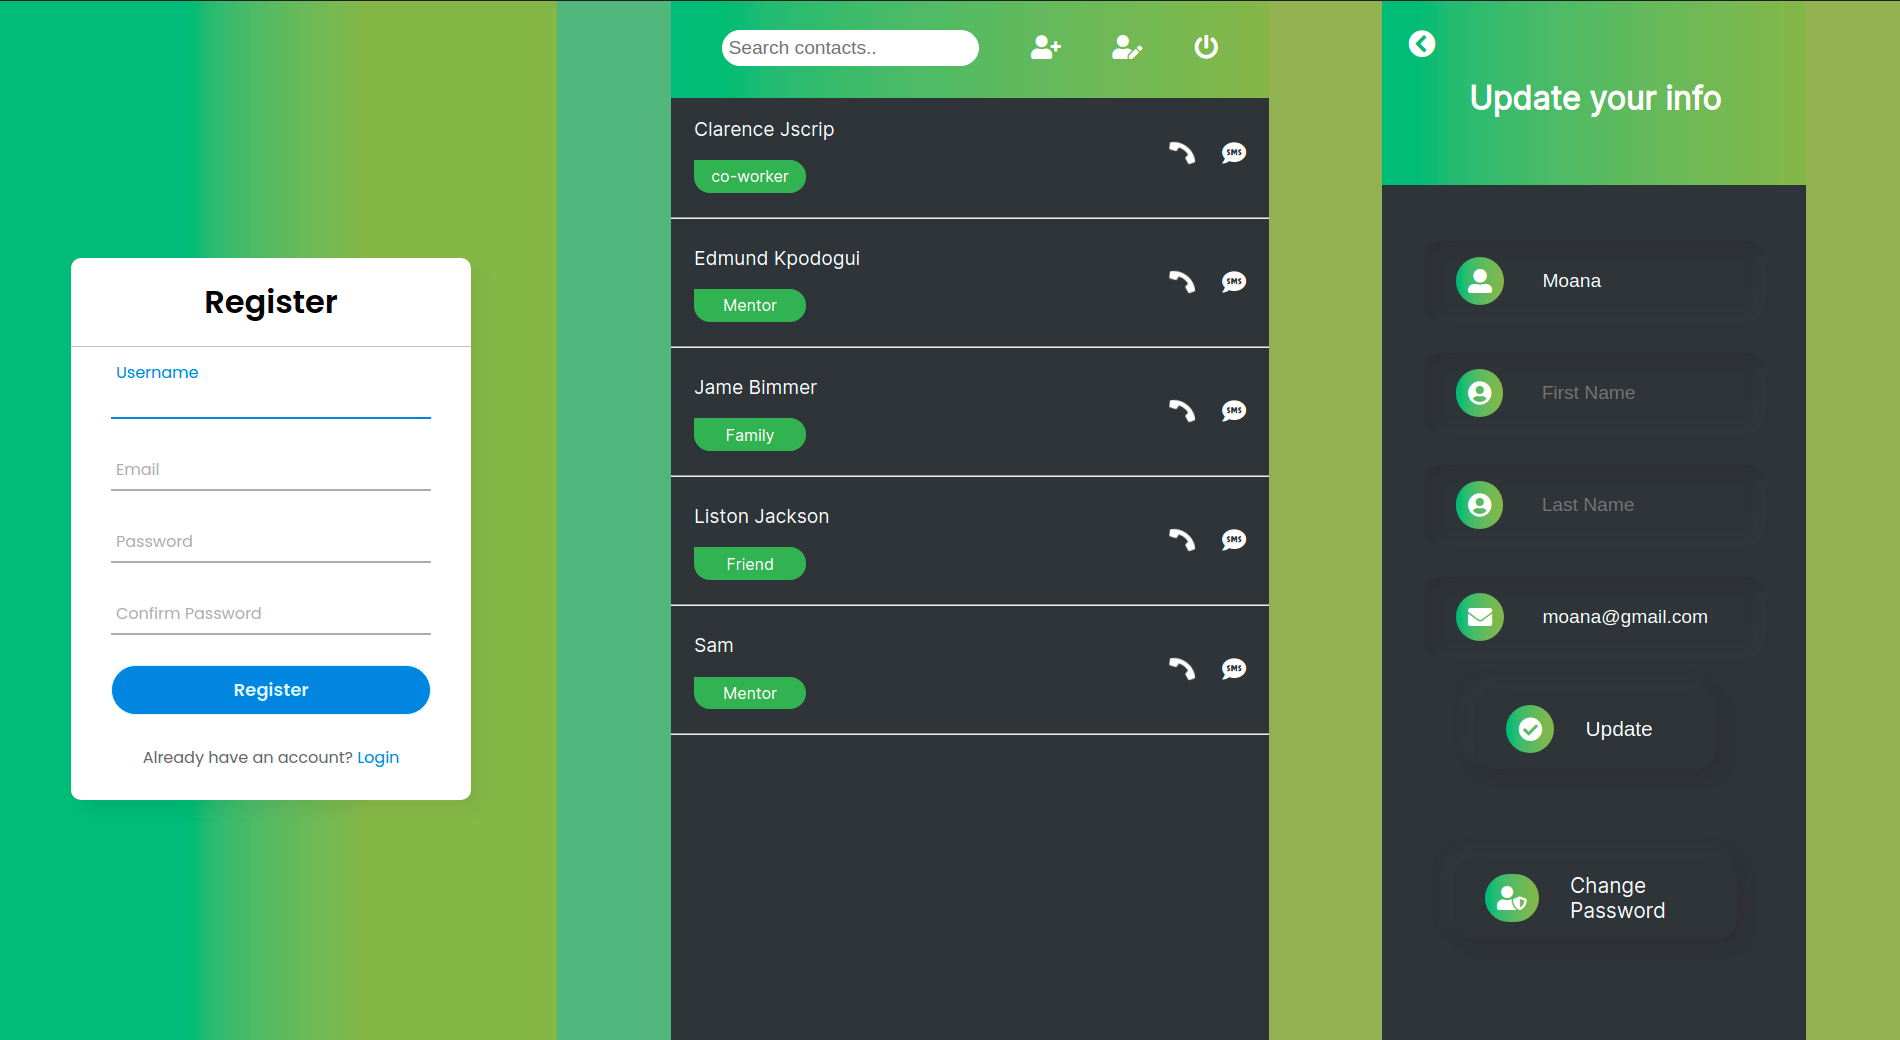 Register
Username
Email
Password
Confirm Password
Register
Already have an account? Login
Search contacts..
Clarence Jscrip
co-worker
SMS
Edmund Kpodogui
Mentor
SMS
Jame Bimmer
Family
SMS
Liston Jackson
Friend
SMS
Sam
Mentor
SMS
Update your info
Moana
First Name
Last Name
moana@gmail.com
Update
Change
Password